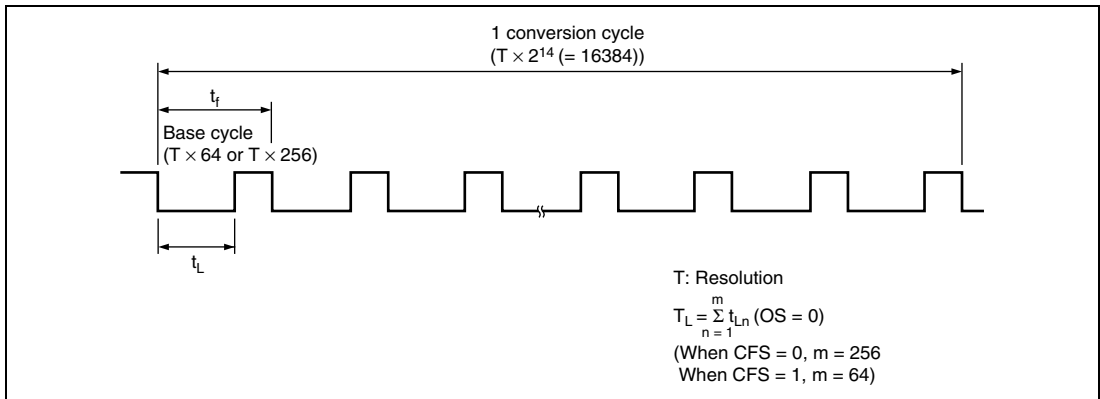 1 conversion cycle
(T × 2¹⁴ (= 16384))
t_f
Base cycle
(T × 64 or T × 256)
t_L
T: Resolution
m
T_L = Σ t_Ln (OS = 0)
n = 1
(When CFS = 0, m = 256
When CFS = 1, m = 64)